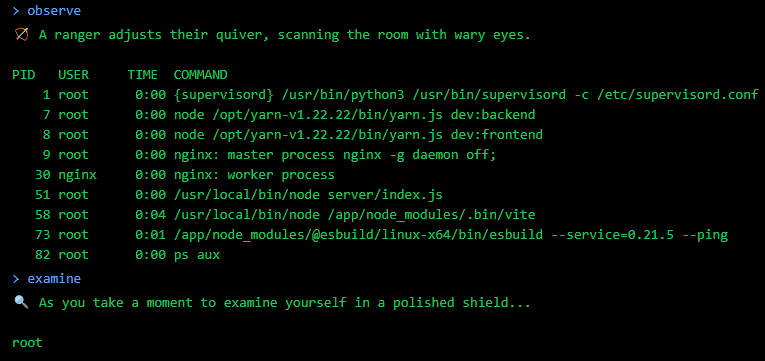 > observe
🏹 A ranger adjusts their quiver, scanning the room with wary eyes.
PID   USER     TIME  COMMAND
    1 root      0:00 {supervisord} /usr/bin/python3 /usr/bin/supervisord -c /etc/supervisord.conf
    7 root      0:00 node /opt/yarn-v1.22.22/bin/yarn.js dev:backend
    8 root      0:00 node /opt/yarn-v1.22.22/bin/yarn.js dev:frontend
    9 root      0:00 nginx: master process nginx -g daemon off;
   30 nginx     0:00 nginx: worker process
   51 root      0:00 /usr/local/bin/node server/index.js
   58 root      0:04 /usr/local/bin/node /app/node_modules/.bin/vite
   73 root      0:01 /app/node_modules/@esbuild/linux-x64/bin/esbuild --service=0.21.5 --ping
   82 root      0:00 ps aux
> examine
🔍 As you take a moment to examine yourself in a polished shield...
root